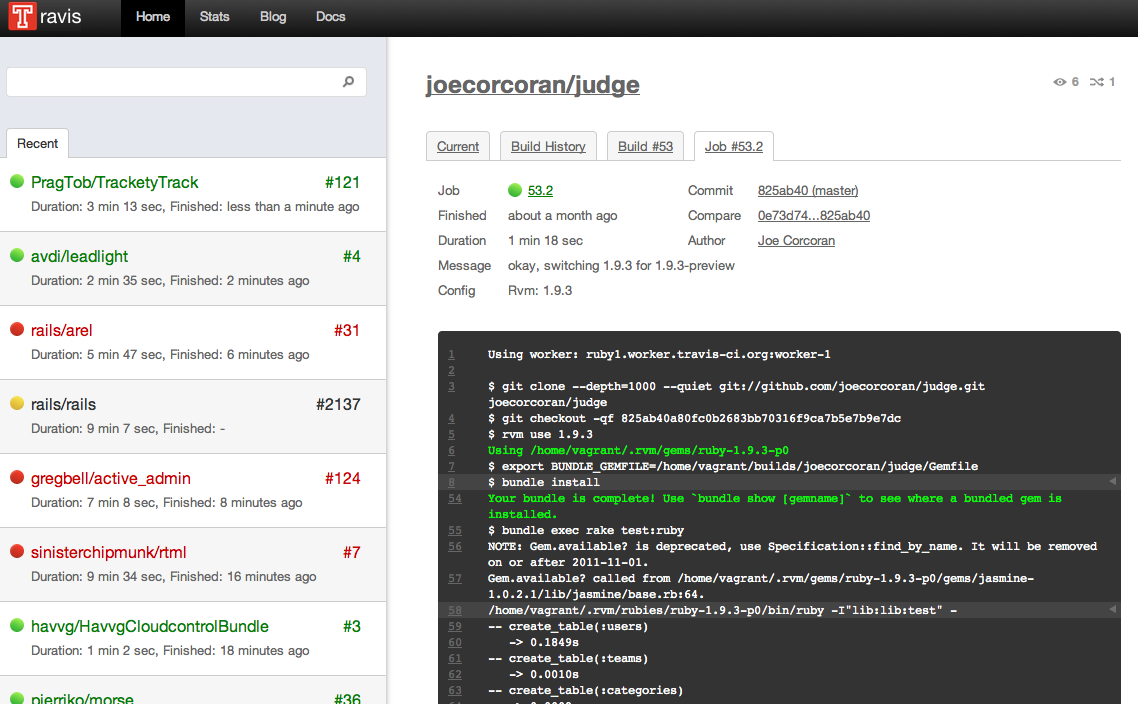 Travis Home Stats Blog Docs
Recent
PragTob/TracketyTrack #121
Duration: 3 min 13 sec, Finished: less than a minute ago
avdi/leadlight #4
Duration: 2 min 35 sec, Finished: 2 minutes ago
rails/arel #31
Duration: 5 min 47 sec, Finished: 6 minutes ago
rails/rails #2137
Duration: 9 min 7 sec, Finished: -
gregbell/active_admin #124
Duration: 7 min 8 sec, Finished: 8 minutes ago
sinisterchipmunk/rtml #7
Duration: 9 min 34 sec, Finished: 16 minutes ago
havvg/HavvgCloudcontrolBundle #3
Duration: 1 min 2 sec, Finished: 18 minutes ago
pierriko/morse #36
joecorcoran/judge 6 1
Current Build History Build #53 Job #53.2
Job 53.2 Commit 825ab40 (master)
Finished about a month ago Compare 0e73d74...825ab40
Duration 1 min 18 sec Author Joe Corcoran
Message okay, switching 1.9.3 for 1.9.3-preview
Config Rvm: 1.9.3
1 Using worker: ruby1.worker.travis-ci.org:worker-1
2
3 $ git clone --depth=1000 --quiet git://github.com/joecorcoran/judge.git
joecorcoran/judge
4 $ git checkout -qf 825ab40a80fc0b2683bb70316f9ca7b5e7b9e7dc
5 $ rvm use 1.9.3
6 Using /home/vagrant/.rvm/gems/ruby-1.9.3-p0
7 $ export BUNDLE_GEMFILE=/home/vagrant/builds/joecorcoran/judge/Gemfile
8 $ bundle install
54 Your bundle is complete! Use `bundle show [gemname]` to see where a bundled gem is
installed.
55 $ bundle exec rake test:ruby
56 NOTE: Gem.available? is deprecated, use Specification::find_by_name. It will be removed
on or after 2011-11-01.
57 Gem.available? called from /home/vagrant/.rvm/gems/ruby-1.9.3-p0/gems/jasmine-
1.0.2.1/lib/jasmine/base.rb:64.
58 /home/vagrant/.rvm/rubies/ruby-1.9.3-p0/bin/ruby -I"lib:lib:test" -
59 -- create_table(:users)
60 -> 0.1849s
61 -- create_table(:teams)
62 -> 0.0010s
63 -- create_table(:categories)